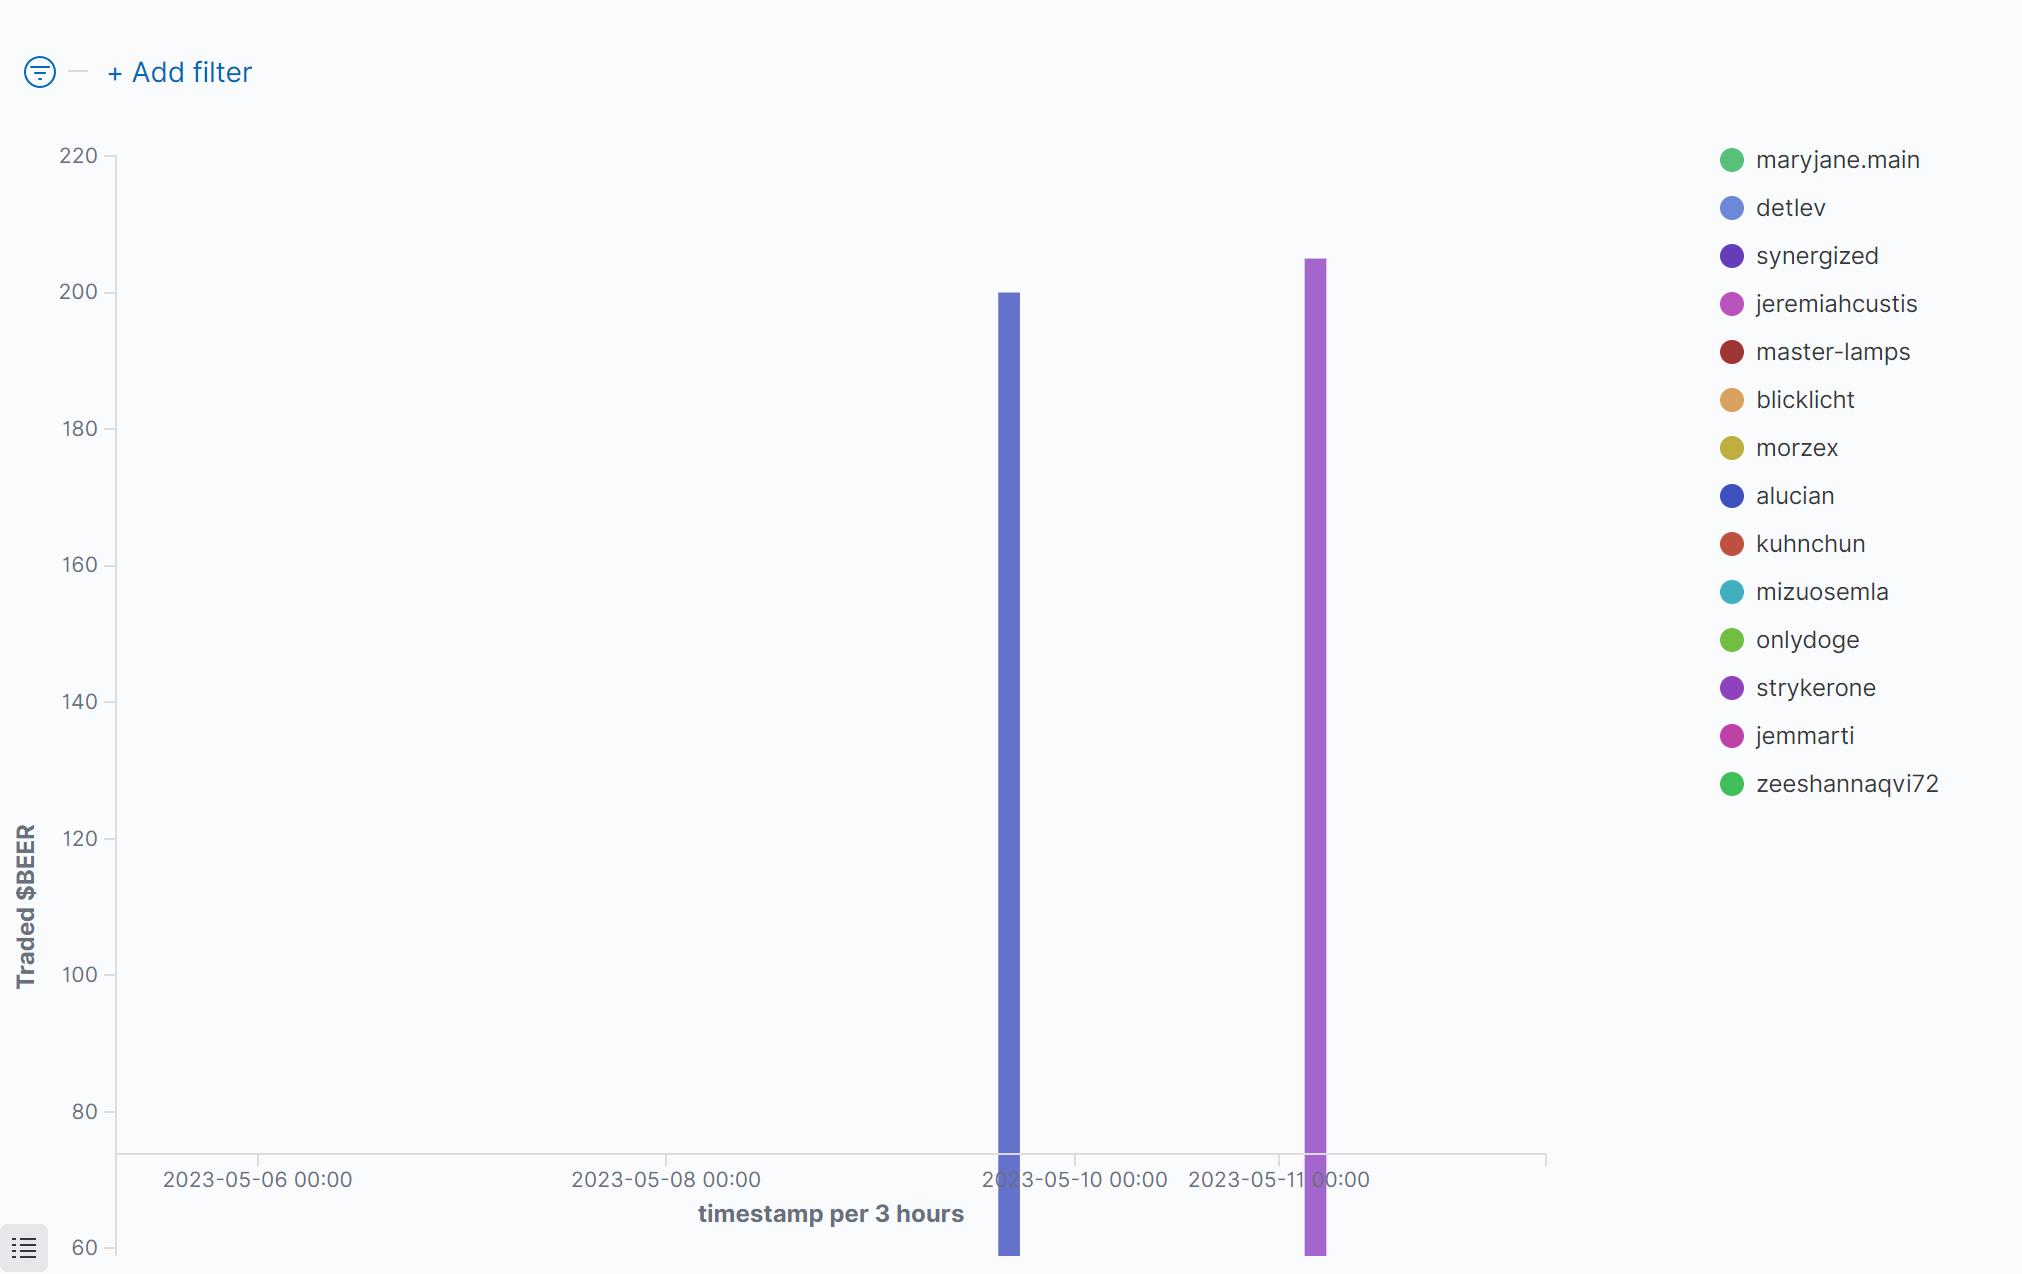 + Add filter
220
200
180
160
140
120
100
80
60
Traded $BEER
2023-05-06 00:00
2023-05-08 00:00
2023-05-10 00:00
2023-05-11 00:00
timestamp per 3 hours
maryjane.main
detlev
synergized
jeremiahcustis
master-lamps
blicklicht
morzex
alucian
kuhnchun
mizuosemla
onlydoge
strykerone
jemmarti
zeeshannaqvi72